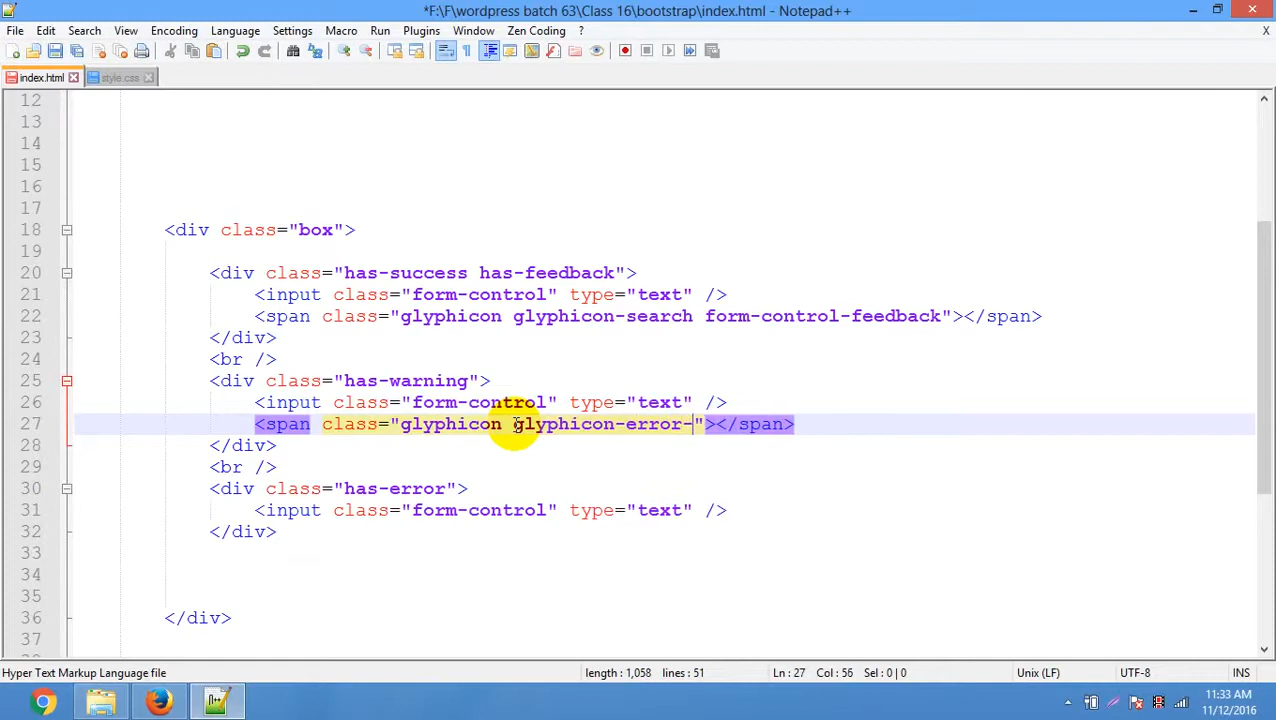 *F:\F\wordpress batch 63\Class 16\bootstrap\index.html - Notepad++
File Edit Search View Encoding Language Settings Macro Run Plugins Window Zen Coding ? X
index.html style.css
12
13
14
15
16
17
18 <div class="box">
19
20 <div class="has-success has-feedback">
21 <input class="form-control" type="text" />
22 <span class="glyphicon glyphicon-search form-control-feedback"></span>
23 </div>
24 <br />
25 <div class="has-warning">
26 <input class="form-control" type="text" />
27 <span class="glyphicon glyphicon-error-"></span>
28 </div>
29 <br />
30 <div class="has-error">
31 <input class="form-control" type="text" />
32 </div>
33
34
35
36 </div>
37
Hyper Text Markup Language file length : 1,058 lines : 51 Ln : 27 Col : 56 Sel : 0 | 0 Unix (LF) UTF-8 INS
11:33 AM
11/12/2016